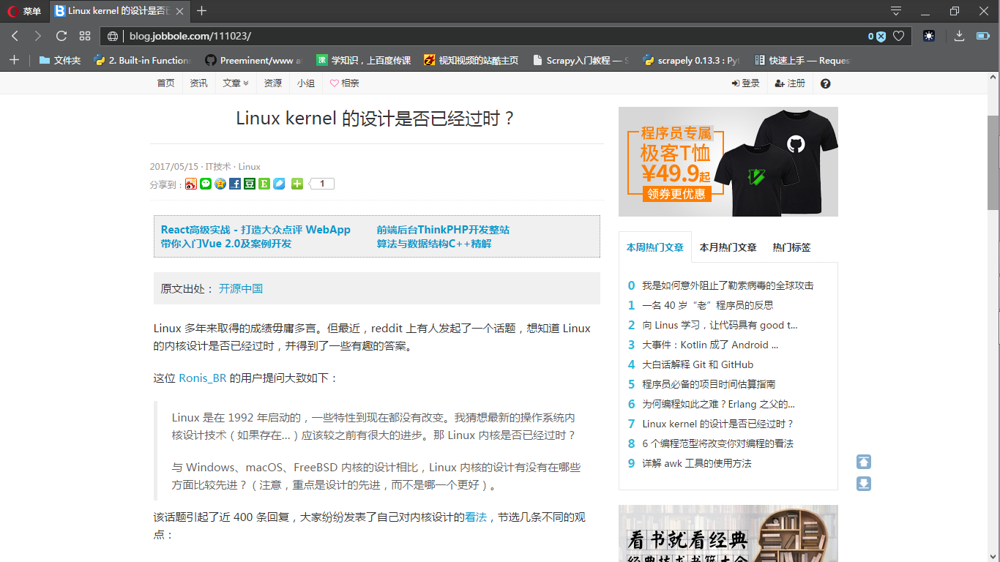 菜单
Linux kernel 的设计是否已
blog.jobbole.com/111023/
0
文件夹
2. Built-in Functions
Preeminent/www at
学知识，上百度传课
视知视频的站酷主页
Scrapy入门教程 — S
scrapely 0.13.3 : Pyt
快速上手 — Reques
首页 资讯 文章 资源 小组 相亲
登录 注册
Linux kernel 的设计是否已经过时？
2017/05/15 · IT技术 · Linux
分享到：
1
React高级实战 - 打造大众点评 WebApp
前端后台ThinkPHP开发整站
带你入门Vue 2.0及案例开发
算法与数据结构C++精解
原文出处： 开源中国
Linux 多年来取得的成绩毋庸多言。但最近，reddit 上有人发起了一个话题，想知道 Linux
的内核设计是否已经过时，并得到了一些有趣的答案。
这位 Ronis_BR 的用户提问大致如下：
Linux 是在 1992 年启动的，一些特性到现在都没有改变。我猜想最新的操作系统内
核设计技术（如果存在…）应该较之前有很大的进步。那 Linux 内核是否已经过时？
与 Windows、macOS、FreeBSD 内核的设计相比，Linux 内核的设计有没有在哪些
方面比较先进？（注意，重点是设计的先进，而不是哪一个更好）。
该话题引起了近 400 条回复，大家纷纷发表了自己对内核设计的看法，节选几条不同的观
点：
程序员专属
极客T恤
¥49.9起
领券更优惠
本周热门文章 本月热门文章 热门标签
0 我是如何意外阻止了勒索病毒的全球攻击
1 一名 40 岁“老”程序员的反思
2 向 Linus 学习，让代码具有 good t...
3 大事件：Kotlin 成了 Android ...
4 大白话解释 Git 和 GitHub
5 程序员必备的项目时间估算指南
6 为何编程如此之难？Erlang 之父的...
7 Linux kernel 的设计是否已经过时？
8 6 个编程范型将改变你对编程的看法
9 详解 awk 工具的使用方法
看书就看经典
经典技术书籍大全